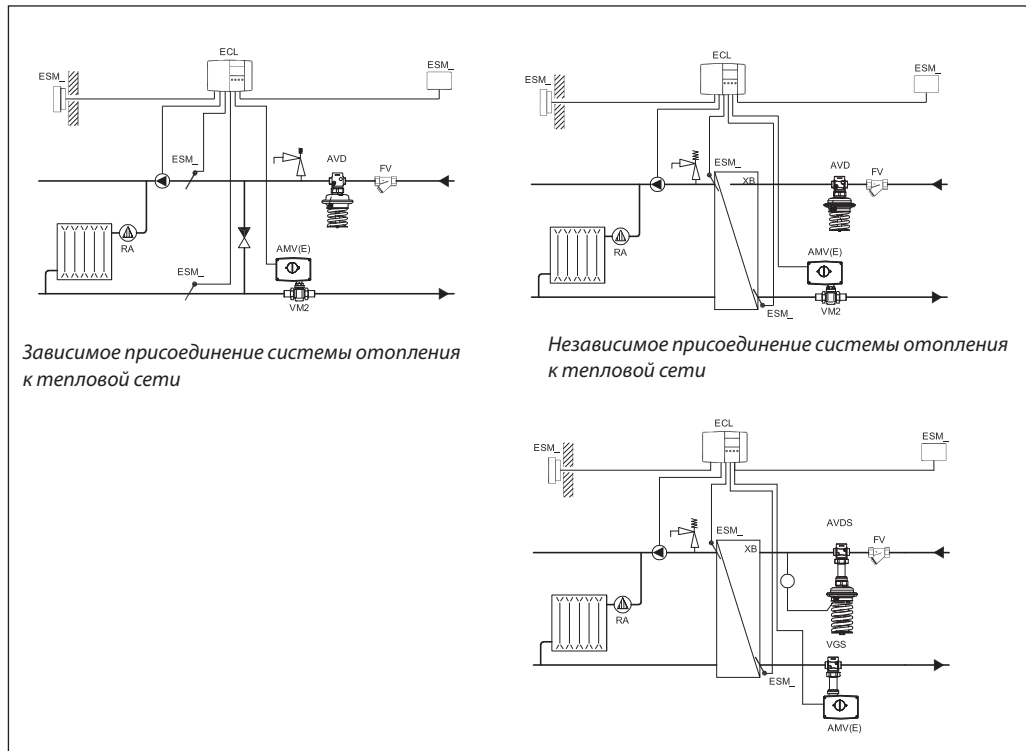 ECL
ESM_
ESM_
ESM_
AVD
FV
RA
AMV(E)
ESM_
VM2
Зависимое присоединение системы отопления
к тепловой сети
ECL
ESM_
ESM_
ESM_
XB
AVD
FV
RA
AMV(E)
ESM_
VM2
Независимое присоединение системы отопления
к тепловой сети
ECL
ESM_
ESM_
AVDS
ESM_
FV
XB
RA
VGS
ESM_
AMV(E)